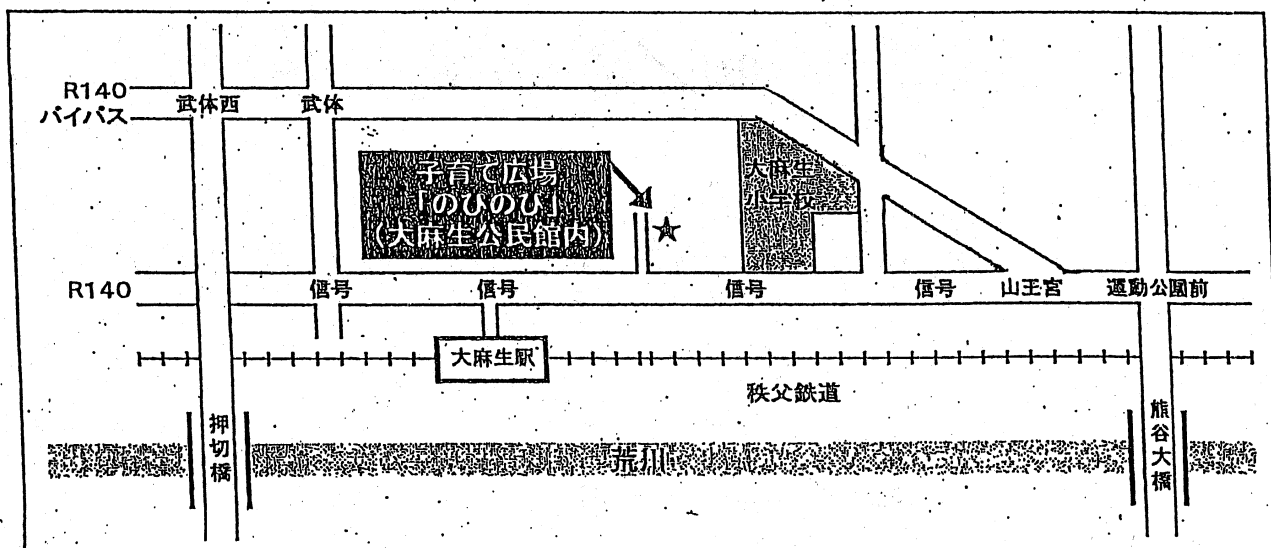 R140
バイパス
武体西
武体
子育て広場
「のびのび」
(大麻生公民館内)
大麻生
小学校
R140
信号
信号
信号
信号
山王宮
運動公園前
大麻生駅
秩父鉄道
押切橋
荒川
熊谷大橋